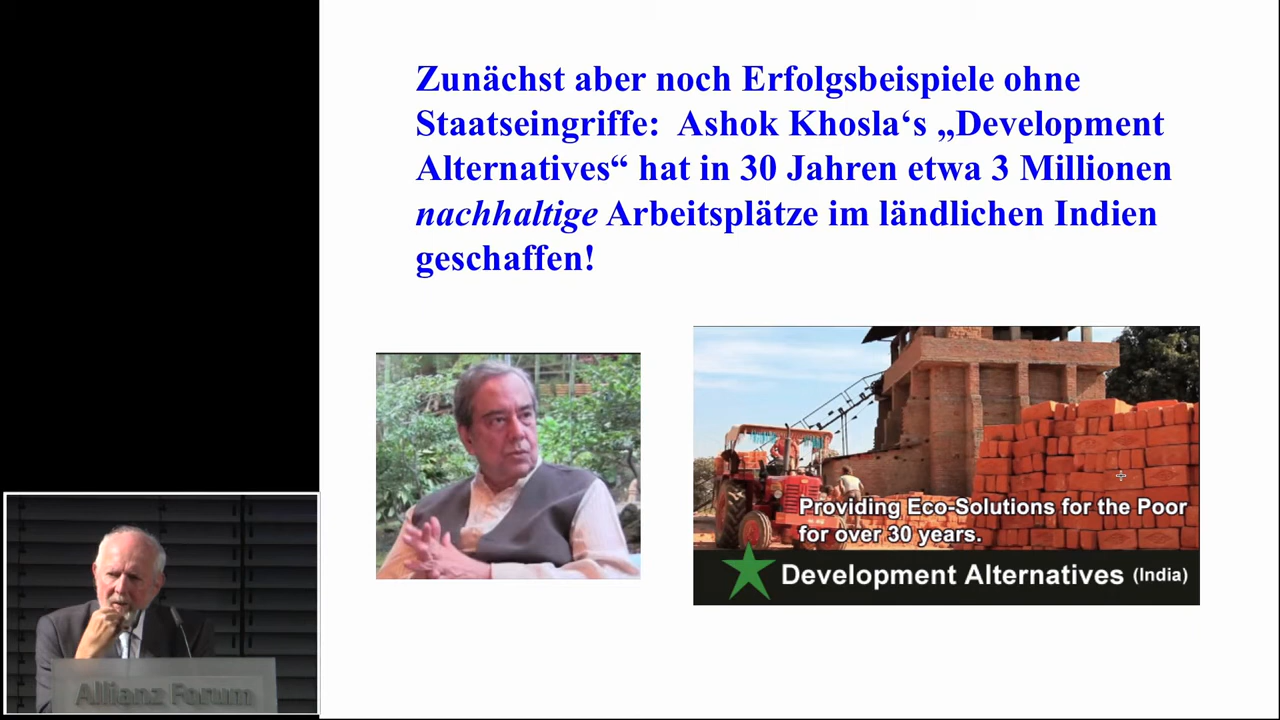 Zunächst aber noch Erfolgsbeispiele ohne
Staatseingriffe:  Ashok Khosla‘s „Development
Alternatives“ hat in 30 Jahren etwa 3 Millionen
nachhaltige Arbeitsplätze im ländlichen Indien
geschaffen!
Providing Eco-Solutions for the Poor
for over 30 years.
Development Alternatives (India)
Allianz Forum